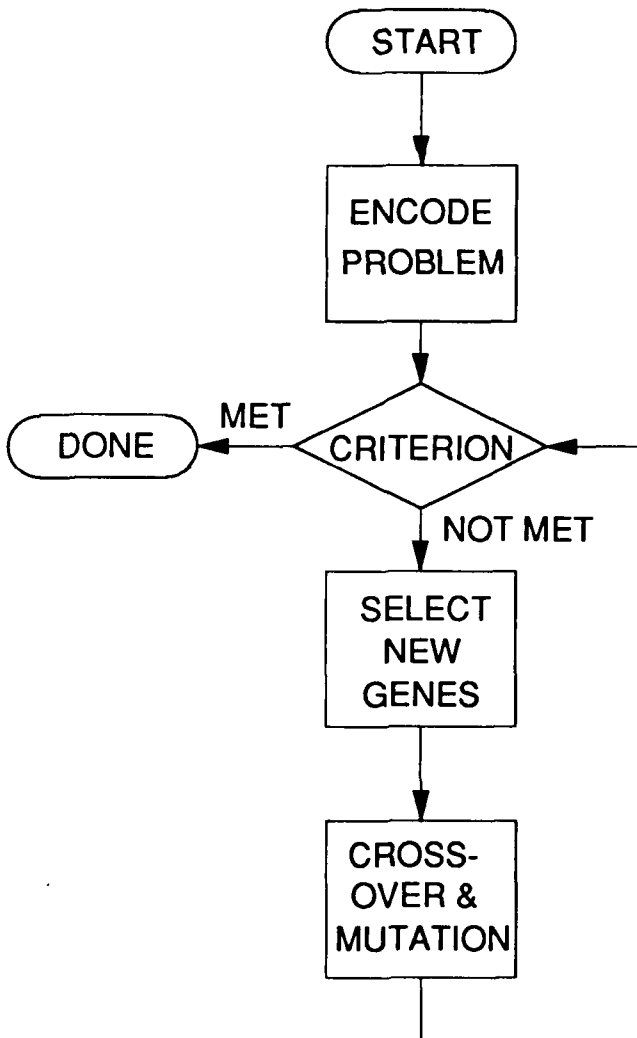 START
ENCODE
PROBLEM
MET
DONE
CRITERION
NOT MET
SELECT
NEW
GENES
CROSS-
OVER &
MUTATION